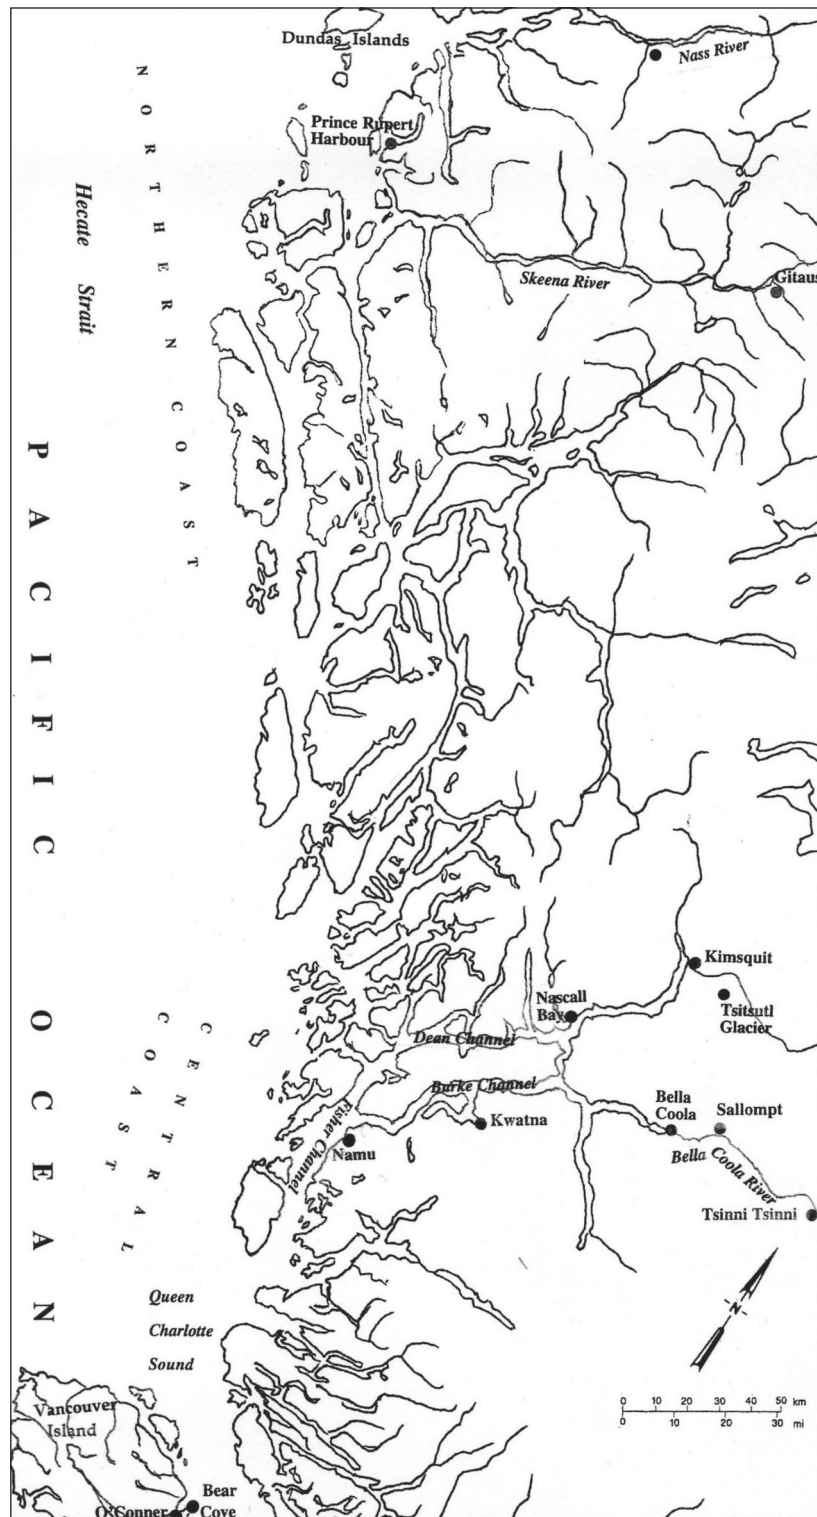 Dundas Islands
Nass River
Prince Rupert
Harbour
NORTHERN COAST
Hecate Strait
Skeena River
Gitaus
PACIFIC OCEAN
Kimsquit
Nascall
Bay
Tsitsutl
Glacier
CENTRAL
COAST
Dean Channel
Burke Channel
Fisher Channel
Kwatna
Namu
Bella
Coola
Sallompt
Bella Coola River
Tsinni Tsinni
N
Queen
Charlotte
Sound
0 10 20 30 40 50 km
0 10 20 30 mi
Vancouver
Island
Bear
Cove
O'Conner